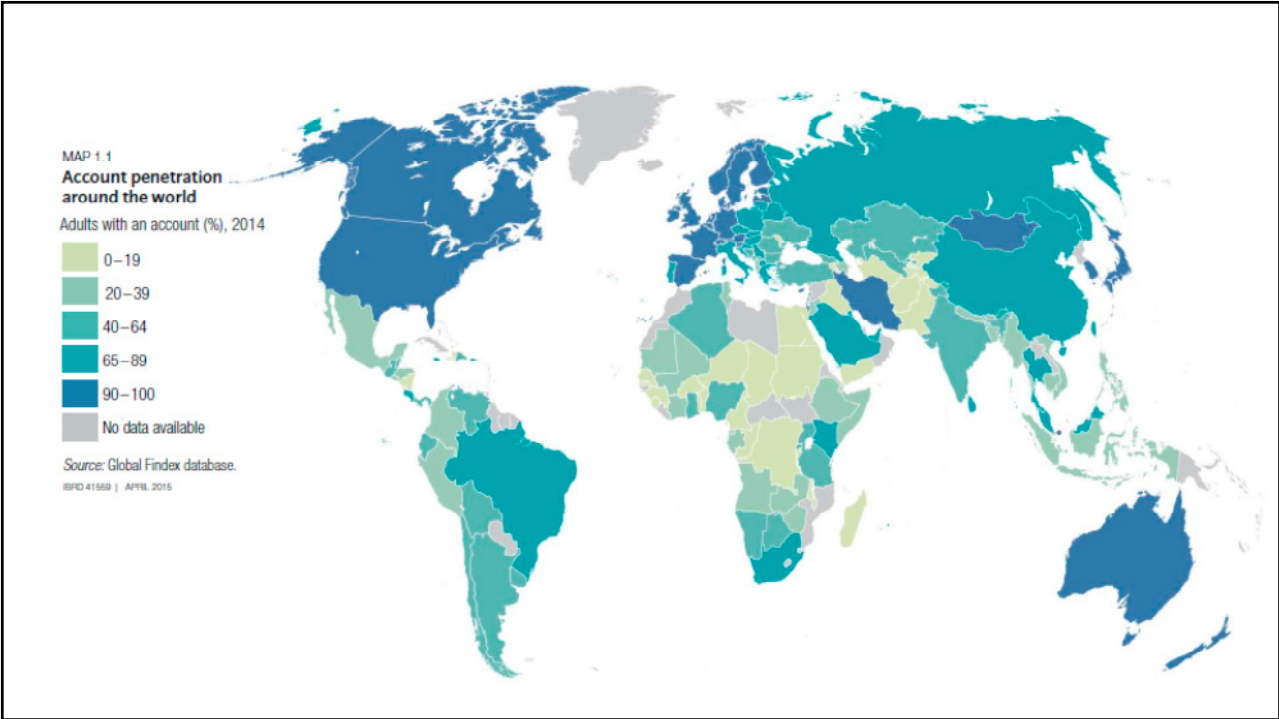 MAP 1.1
Account penetration
around the world
Adults with an account (%), 2014
0–19
20–39
40–64
65–89
90–100
No data available
Source: Global Findex database.
IBRD 41559 | APRIL 2015